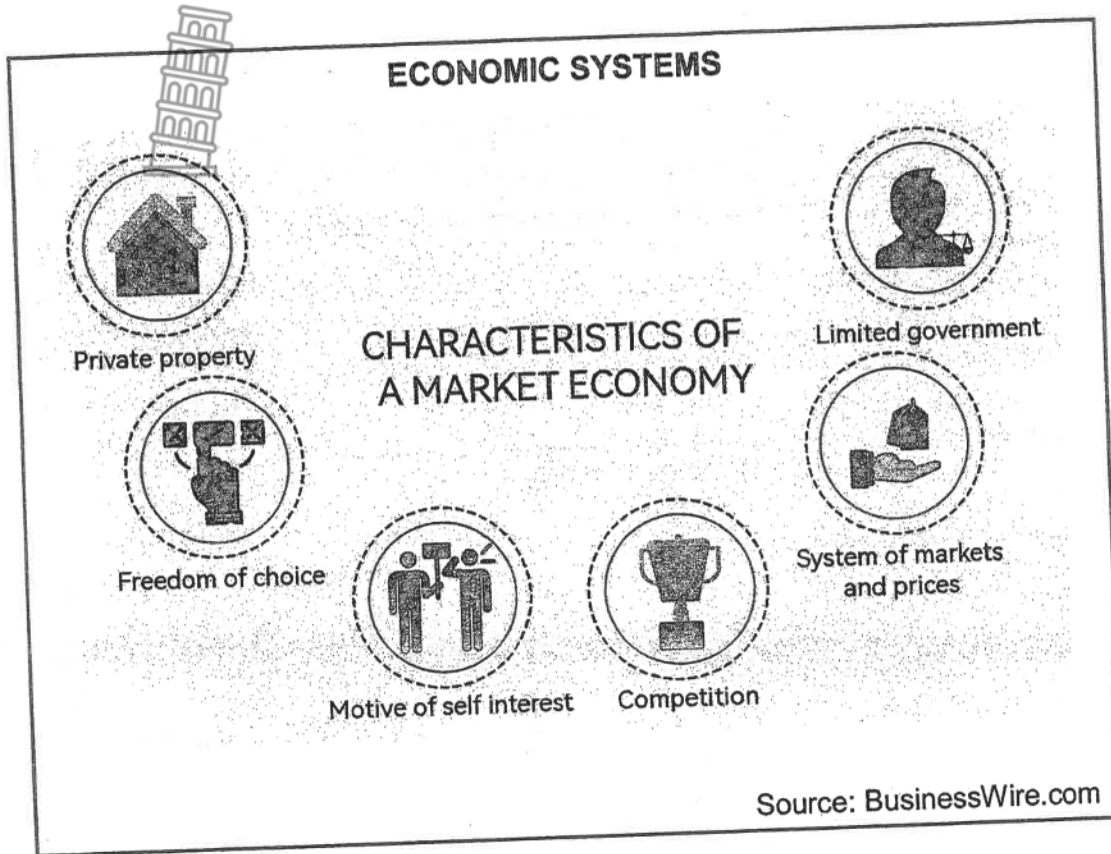 ECONOMIC SYSTEMS
Private property
Limited government
CHARACTERISTICS OF
A MARKET ECONOMY
Freedom of choice
System of markets
and prices
Motive of self interest
Competition
Source: BusinessWire.com